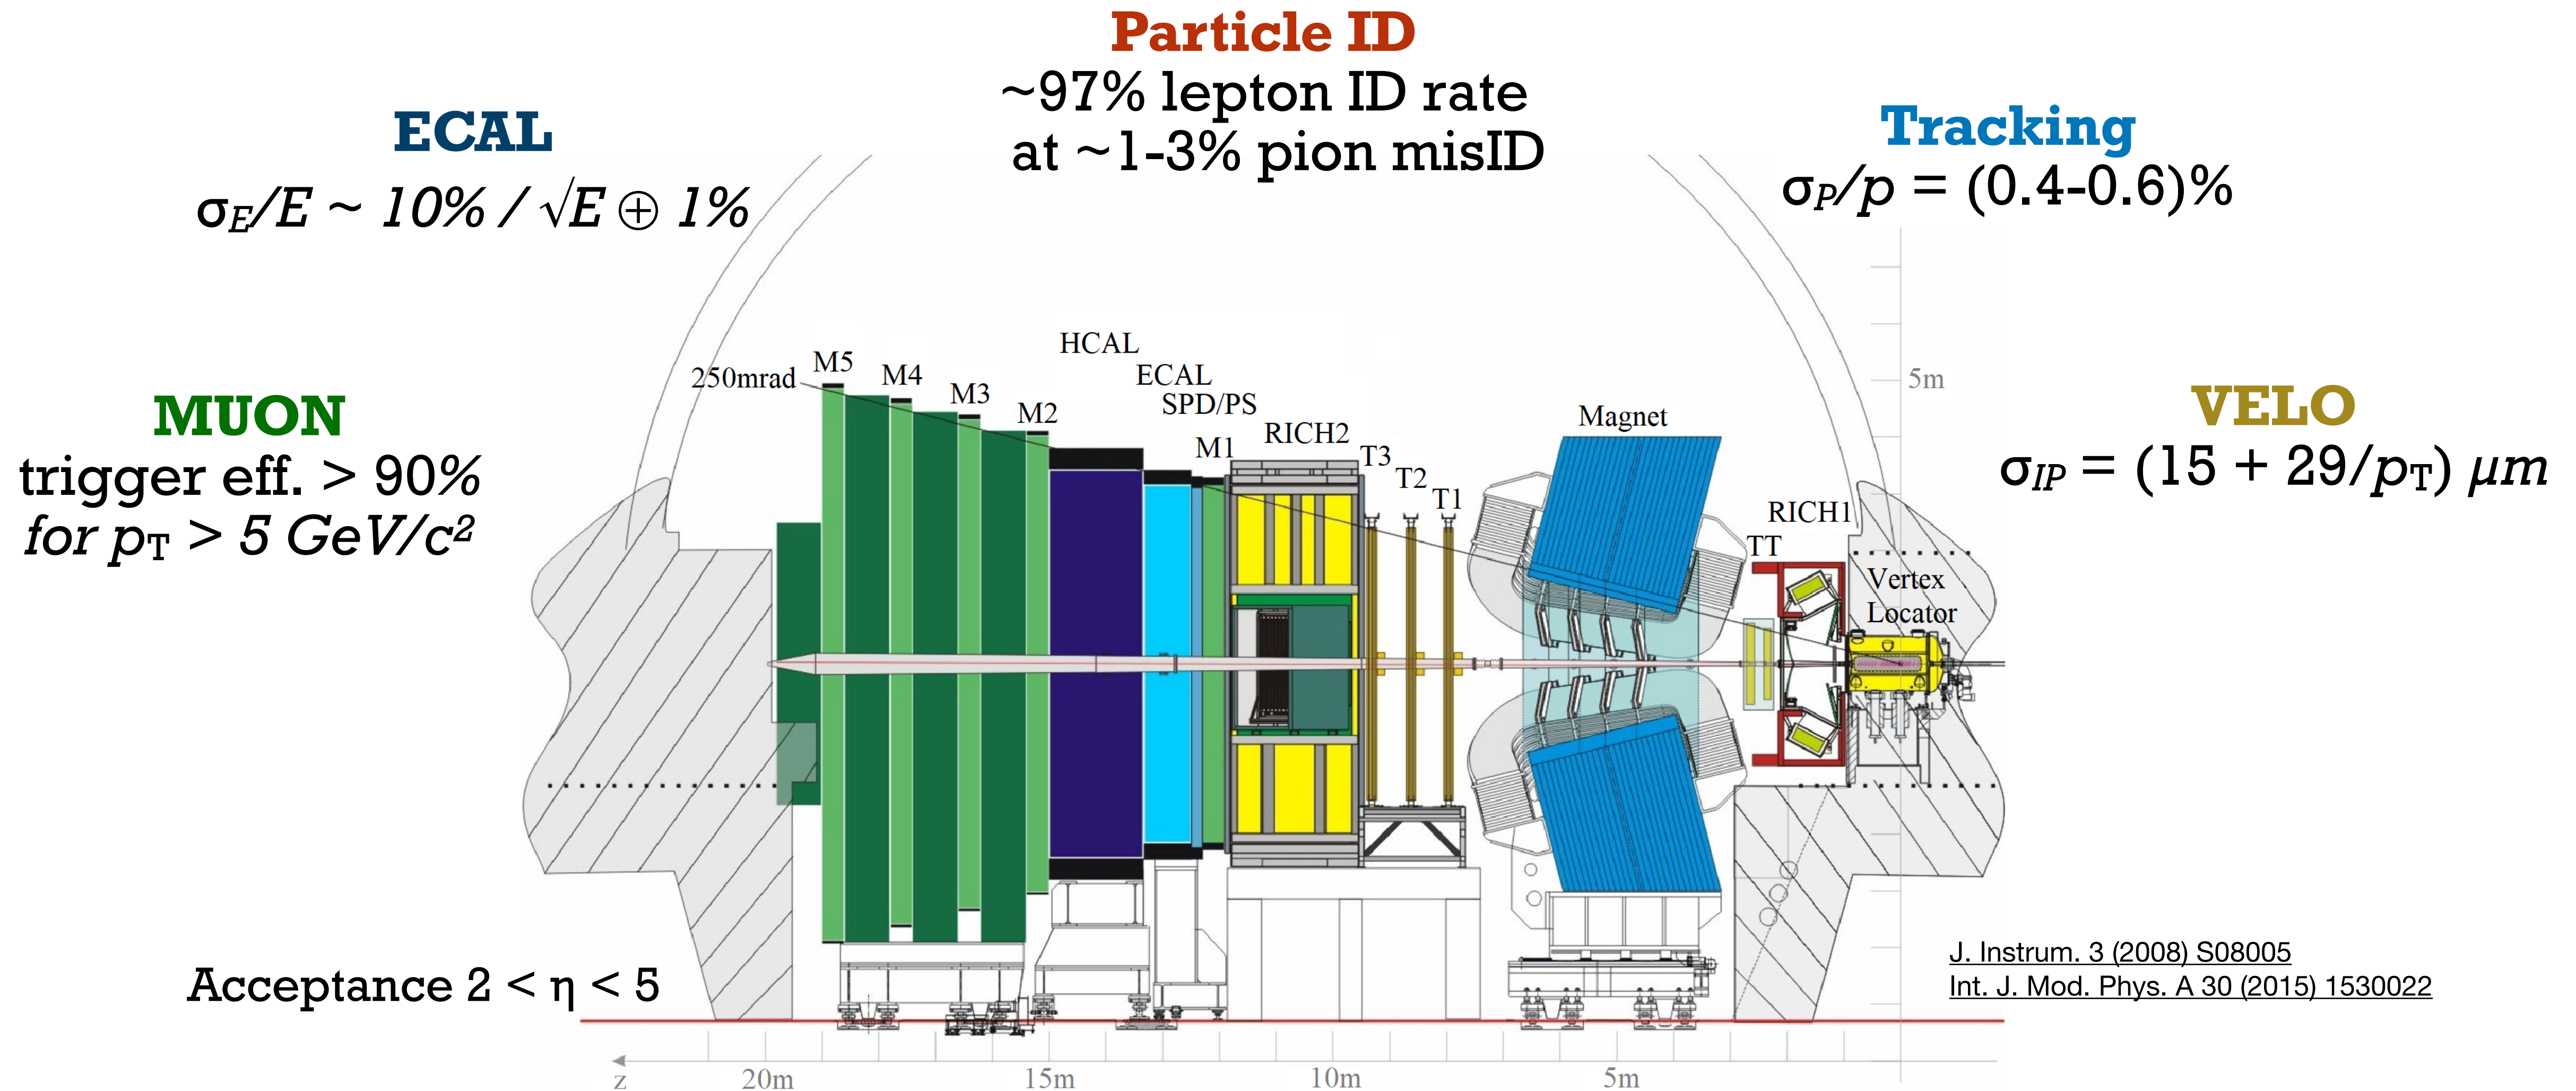 Particle ID
~97% lepton ID rate
at ~1-3% pion misID
ECAL
σE/E ~ 10% / √E ⊕ 1%
Tracking
σP/p = (0.4-0.6)%
MUON
trigger eff. > 90%
for pT > 5 GeV/c²
VELO
σIP = (15 + 29/pT) μm
250mrad
M5
M4
M3
M2
HCAL
ECAL
SPD/PS
M1
RICH2
T3
T2
T1
Magnet
RICH1
TT
Vertex
Locator
5m
Acceptance 2 < η < 5
J. Instrum. 3 (2008) S08005
Int. J. Mod. Phys. A 30 (2015) 1530022
z
20m
15m
10m
5m